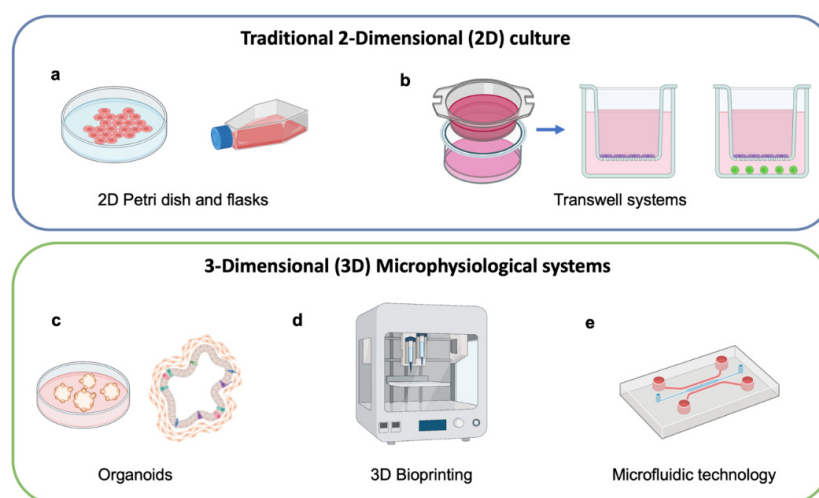 Traditional 2-Dimensional (2D) culture
a
b
2D Petri dish and flasks
Transwell systems
3-Dimensional (3D) Microphysiological systems
c
d
e
Organoids
3D Bioprinting
Microfluidic technology